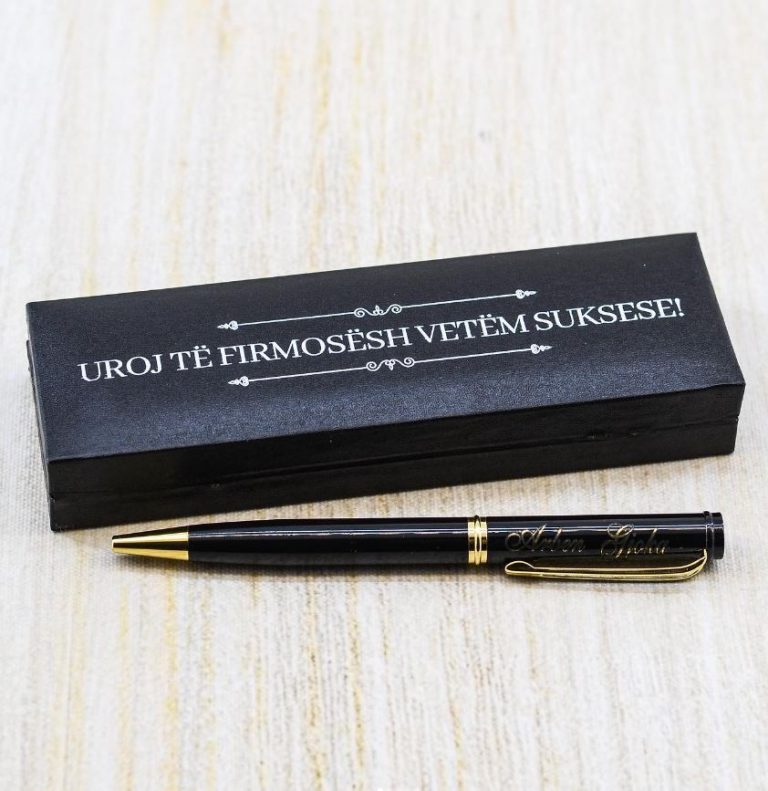 UROJ TË FIRMOSËSH VETËM SUKSESE!
Arben Gjoka